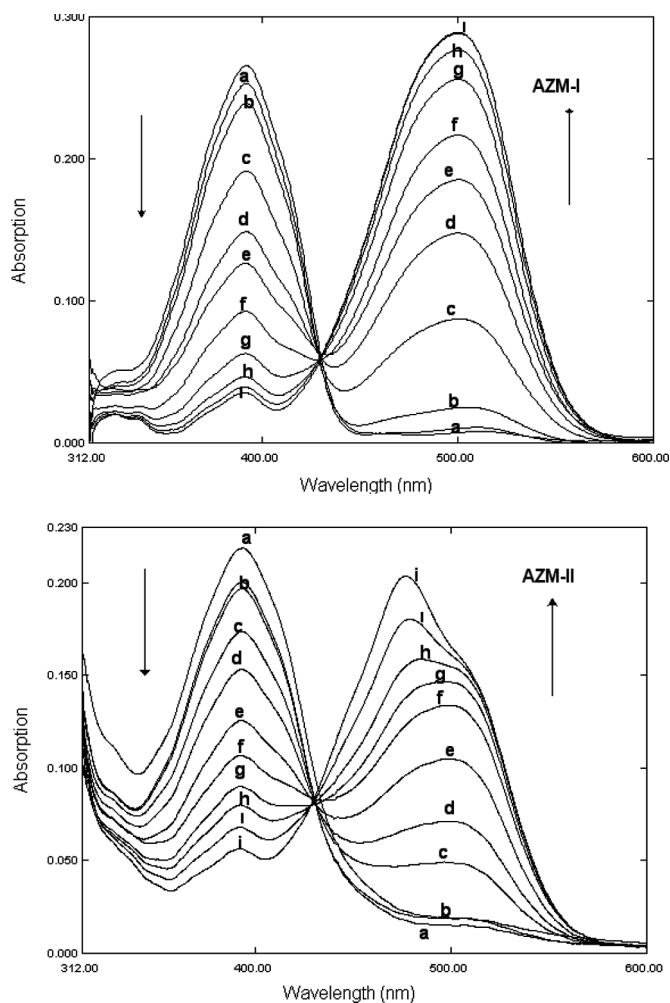 0.300
ı
h
a
g
b
AZM-I
f
0.200
c
e
d
d
e
0.100
f
c
g
h
b
ı
a
0.000
312.00 400.00 500.00 600.00
Absorption
Wavelength (nm)
0.230
a
j
AZM-II
0.200
b
ı
c
h
d
g
0.150
f
e
e
f
0.100
g
d
h
ı
c
j
0.050
b
a
0.000
312.00 400.00 500.00 600.00
Absorption
Wavelength (nm)